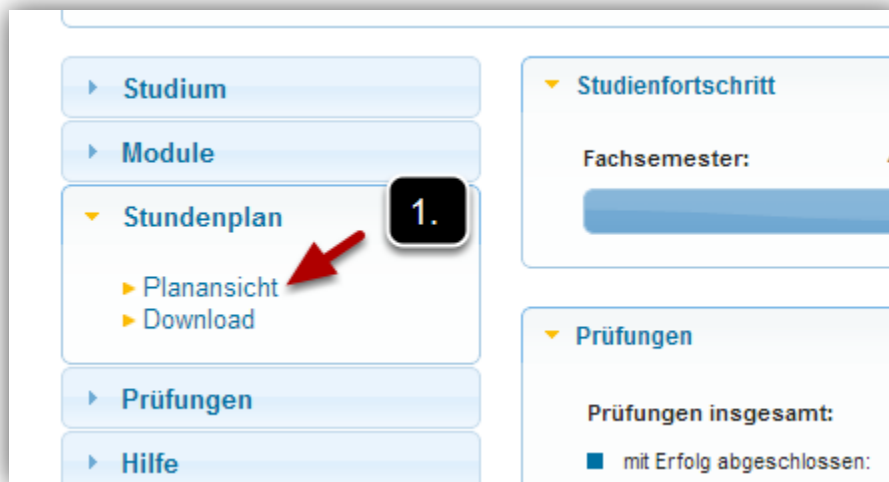 Studium
Module
Stundenplan
1.
Planansicht
Download
Prüfungen
Hilfe
Studienfortschritt
Fachsemester:
Prüfungen
Prüfungen insgesamt:
mit Erfolg abgeschlossen: